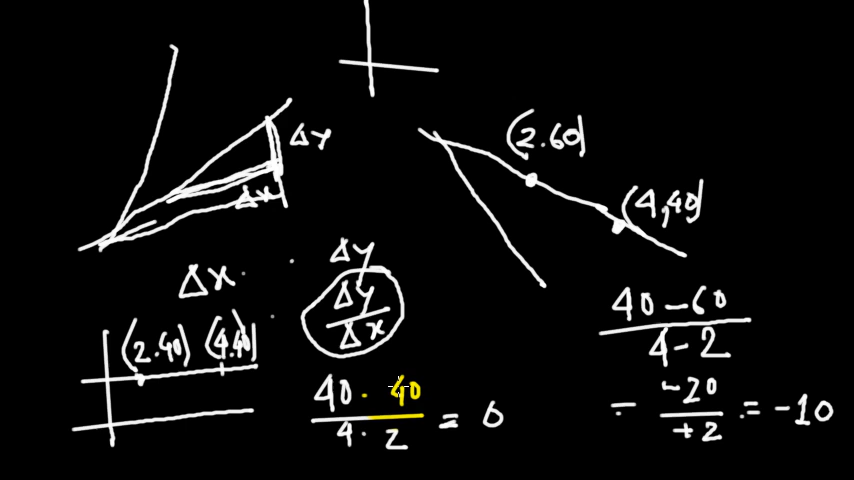 Δy
Δx
(2.60)
(4,40)
Δx
Δy
Δy
Δx
(2.40) (4.40)
40 - 40
4 - 2
= 0
40 - 60
4 - 2
= -20
+2
= -10